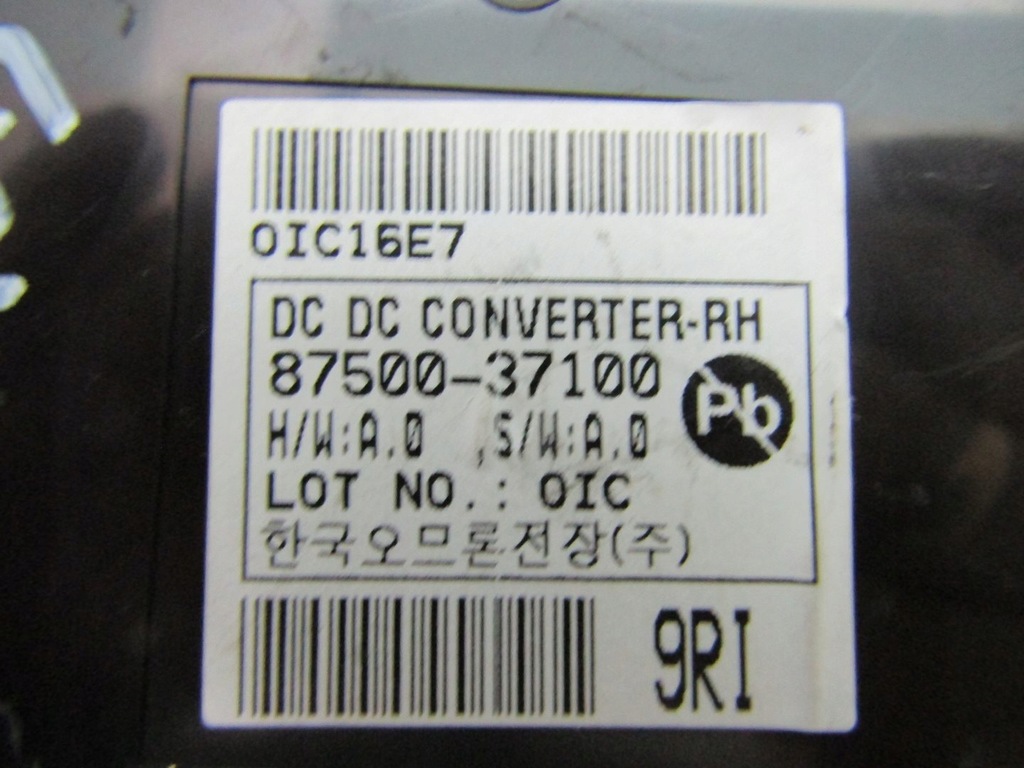 OIC16E7
DC DC CONVERTER-RH
87500-37100
Pb
H/W:A.0 ,S/W:A.0
LOT NO.: OIC
한국오므론전장(주)
9RI